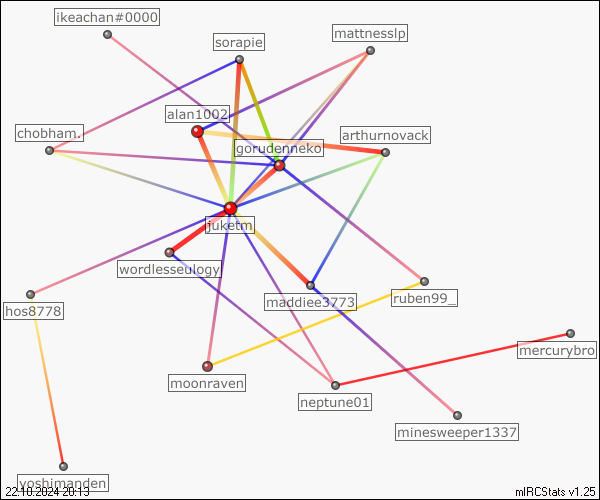 ikeachan#0000
mattnesslp
sorapie
alan1002
chobham.
arthurnovack
gorudenneko
juketm
wordlesseulogy
maddiee3773
ruben99_
hos8778
mercurybro
moonraven
neptune01
minesweeper1337
yoshimanden
22.10.2024 20:13
mIRCStats v1.25